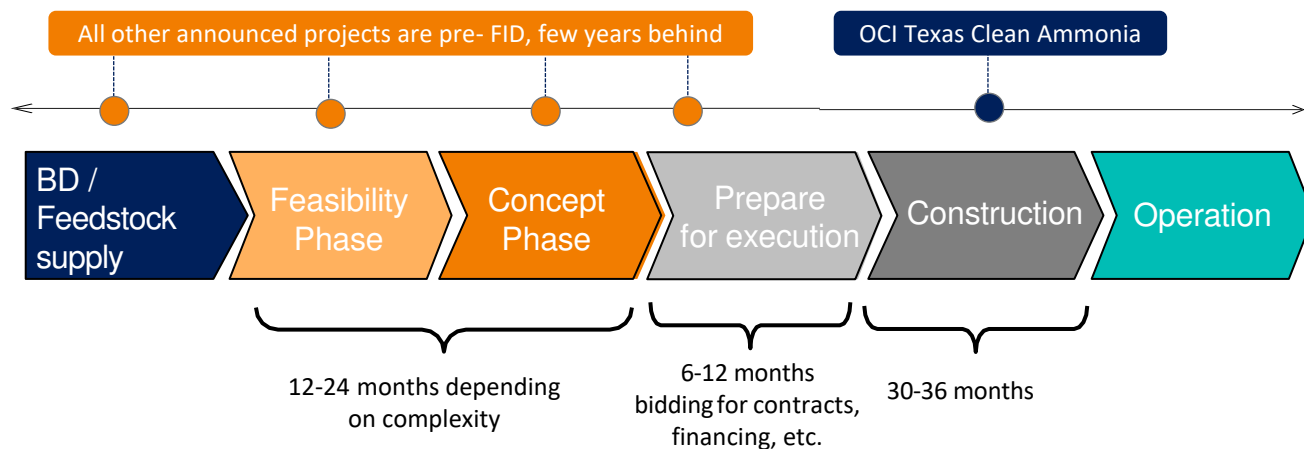 All other announced projects are pre- FID, few years behind
OCI Texas Clean Ammonia
BD /
Feedstock
supply
Feasibility
Phase
Concept
Phase
Prepare
for execution
Construction
Operation
12-24 months depending
on complexity
6-12 months
bidding for contracts,
financing, etc.
30-36 months